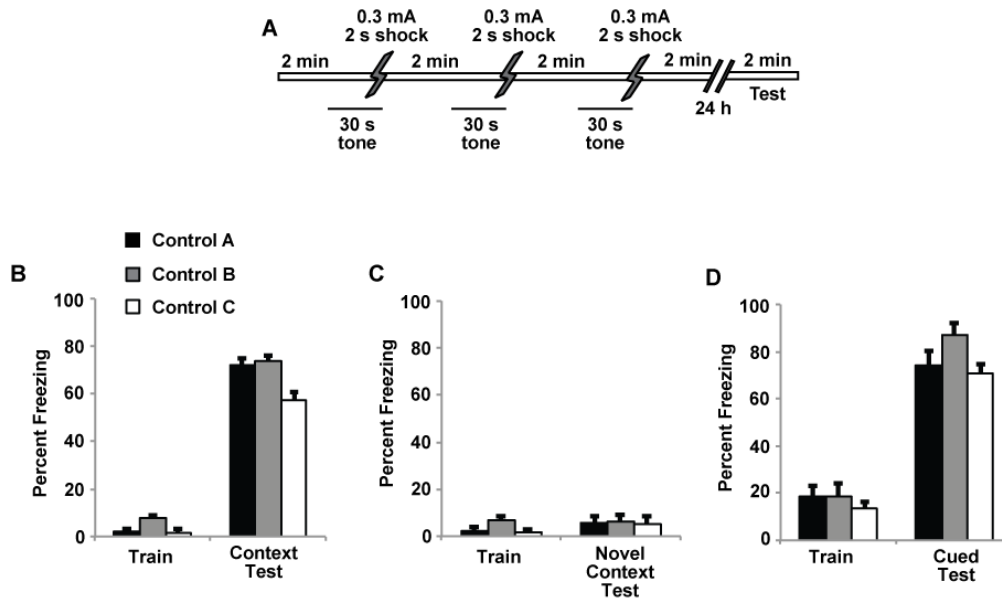 A
0.3 mA 0.3 mA 0.3 mA
2 s shock 2 s shock 2 s shock
2 min 2 min 2 min 2 min 2 min
Test
24 h
30 s 30 s 30 s
tone tone tone
Control A
Control B
Control C
B
Percent Freezing
100
80
60
40
20
0
Train
Context
Test
C
Percent Freezing
100
80
60
40
20
0
Train
Novel
Context
Test
D
Percent Freezing
100
80
60
40
20
0
Train
Cued
Test